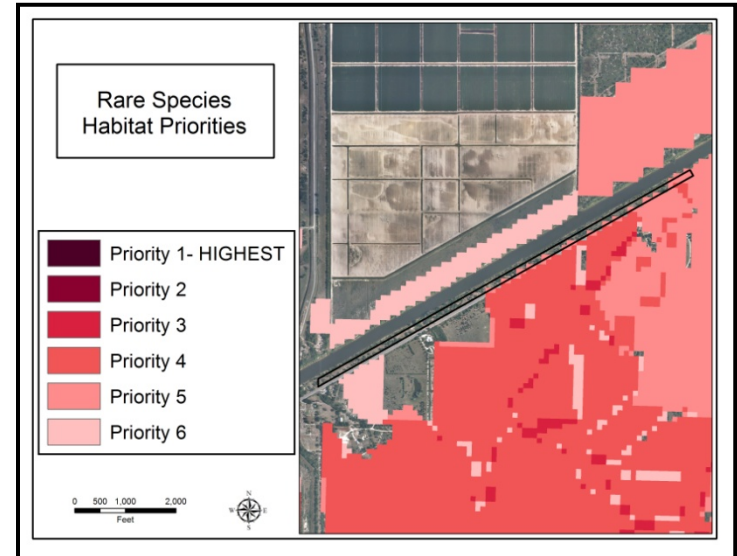 Rare Species
Habitat Priorities
Priority 1- HIGHEST
Priority 2
Priority 3
Priority 4
Priority 5
Priority 6
0 500 1,000 2,000
Feet
N
W E
S